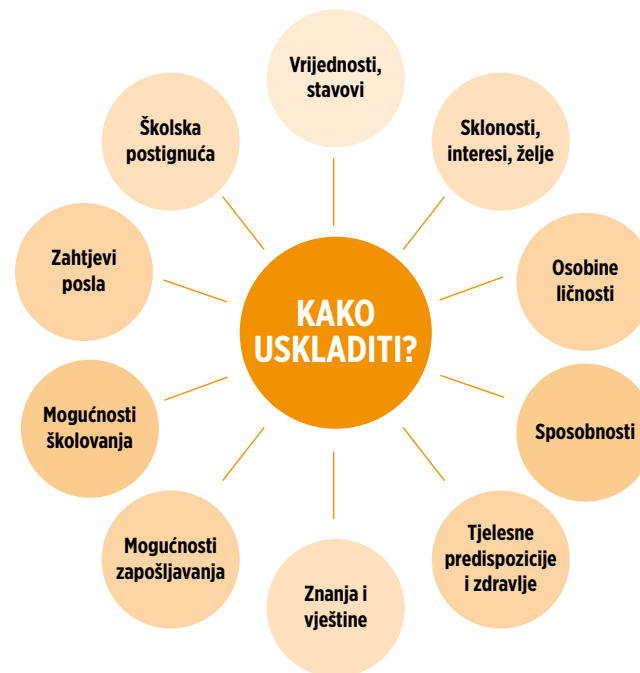 Vrijednosti,
stavovi
Sklonosti,
interesi, želje
Osobine
ličnosti
Sposobnosti
Tjelesne
predispozicije
i zdravlje
Znanja i
vještine
Mogućnosti
zapošljavanja
Mogućnosti
školovanja
Zahtjevi
posla
Školska
postignuća
KAKO
USKLADITI?